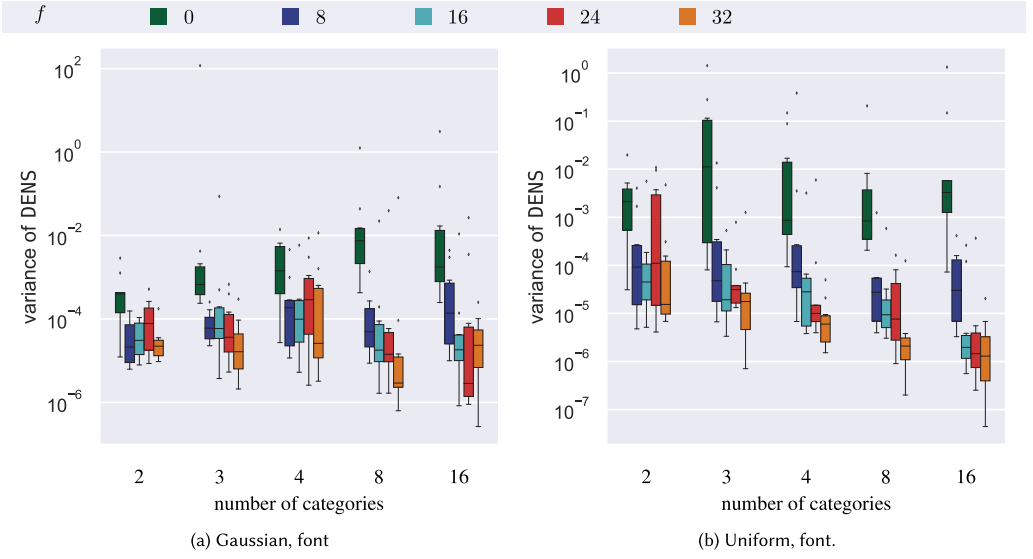 f 0 8 16 24 32
variance of DENS
10^2
10^0
10^-2
10^-4
10^-6
2 3 4 8 16
number of categories
(a) Gaussian, font
variance of DENS
10^0
10^-1
10^-2
10^-3
10^-4
10^-5
10^-6
10^-7
2 3 4 8 16
number of categories
(b) Uniform, font.